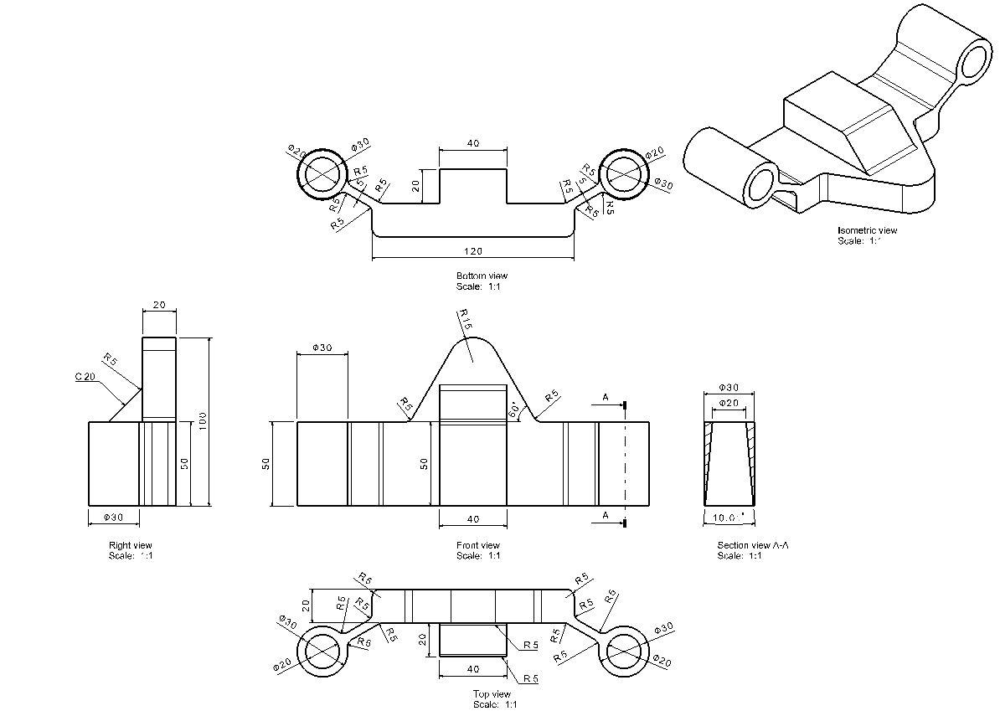 Isometric view
Scale: 1:1
Φ20
Φ30
R5
5
R5
R5
R5
40
20
R5
R5
5
R5
R5
Φ20
Φ30
120
Bottom view
Scale: 1:1
20
R5
C20
100
50
Φ30
Right view
Scale: 1:1
R15
Φ30
R5
60°
R5
A
50
50
40
A
Front view
Scale: 1:1
Φ30
Φ20
Section view A-A
Scale: 1:1
R5
R5
20
R5
R5
R5
R5
Φ30
Φ20
R5
R5
R5
R5
20
R5
R5
40
Φ30
Φ20
Top view
Scale: 1:1